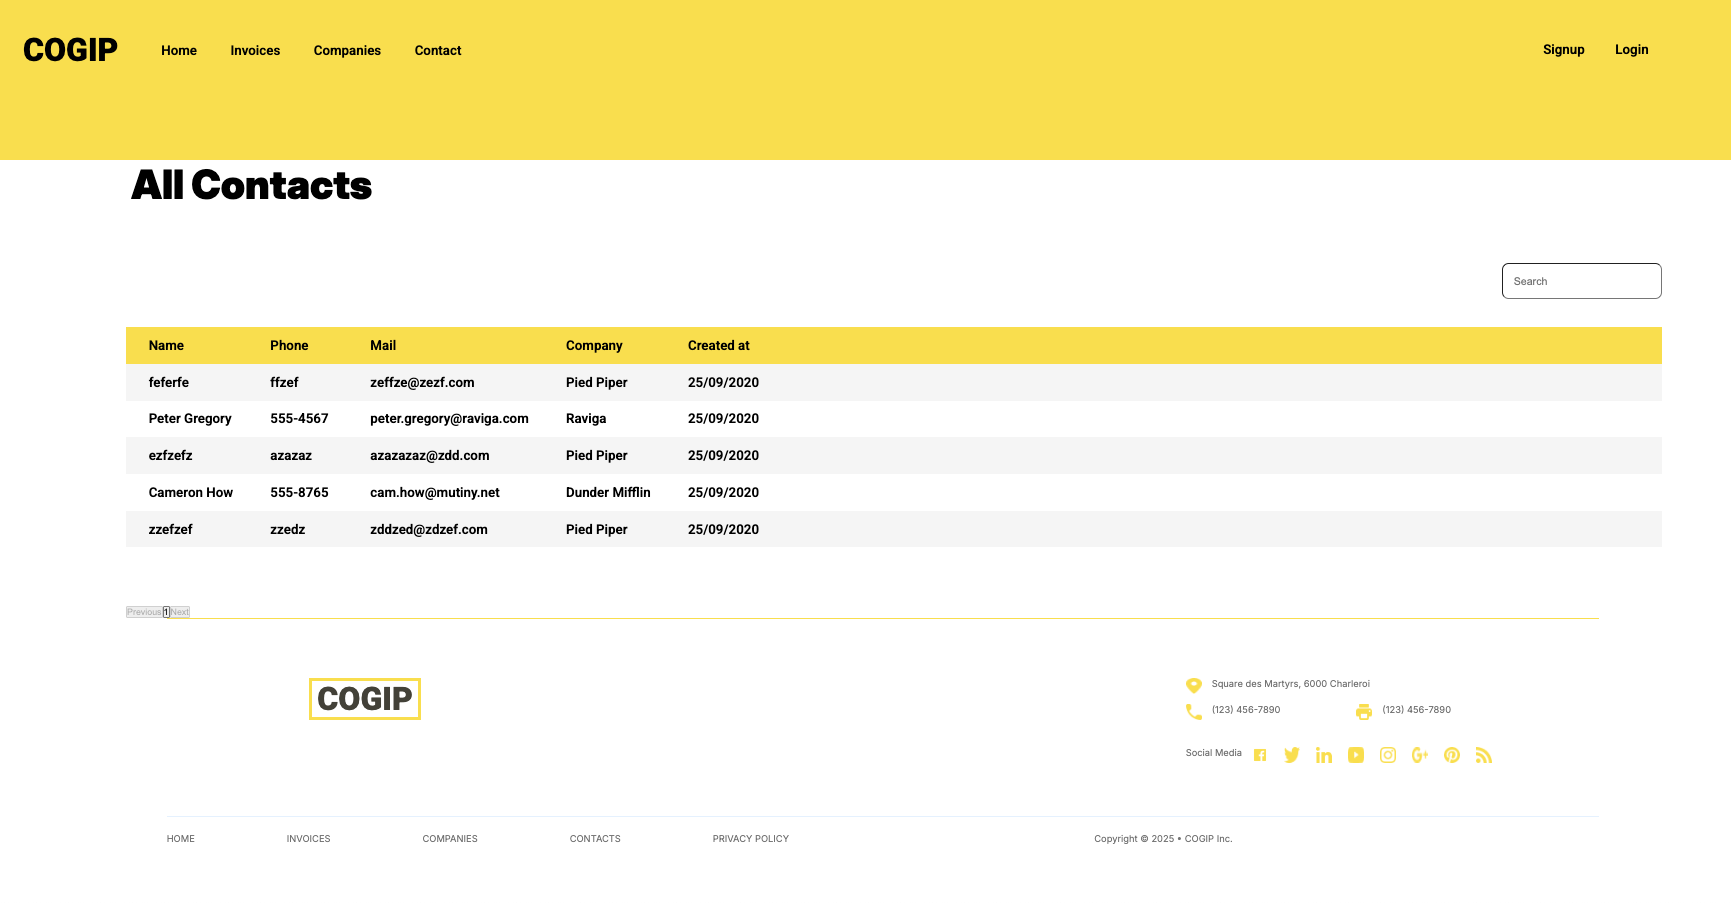 COGIP Home Invoices Companies Contact Signup Login
All Contacts
Search
Name Phone Mail Company Created at
feferfe ffzef zeffze@zezf.com Pied Piper 25/09/2020
Peter Gregory 555-4567 peter.gregory@raviga.com Raviga 25/09/2020
ezfzefz azazaz azazazaz@zdd.com Pied Piper 25/09/2020
Cameron How 555-8765 cam.how@mutiny.net Dunder Mifflin 25/09/2020
zzefzef zzedz zddzed@zdzef.com Pied Piper 25/09/2020
Previous 1 Next
COGIP
Square des Martyrs, 6000 Charleroi
(123) 456-7890 (123) 456-7890
Social Media
HOME INVOICES COMPANIES CONTACTS PRIVACY POLICY Copyright © 2025 • COGIP Inc.